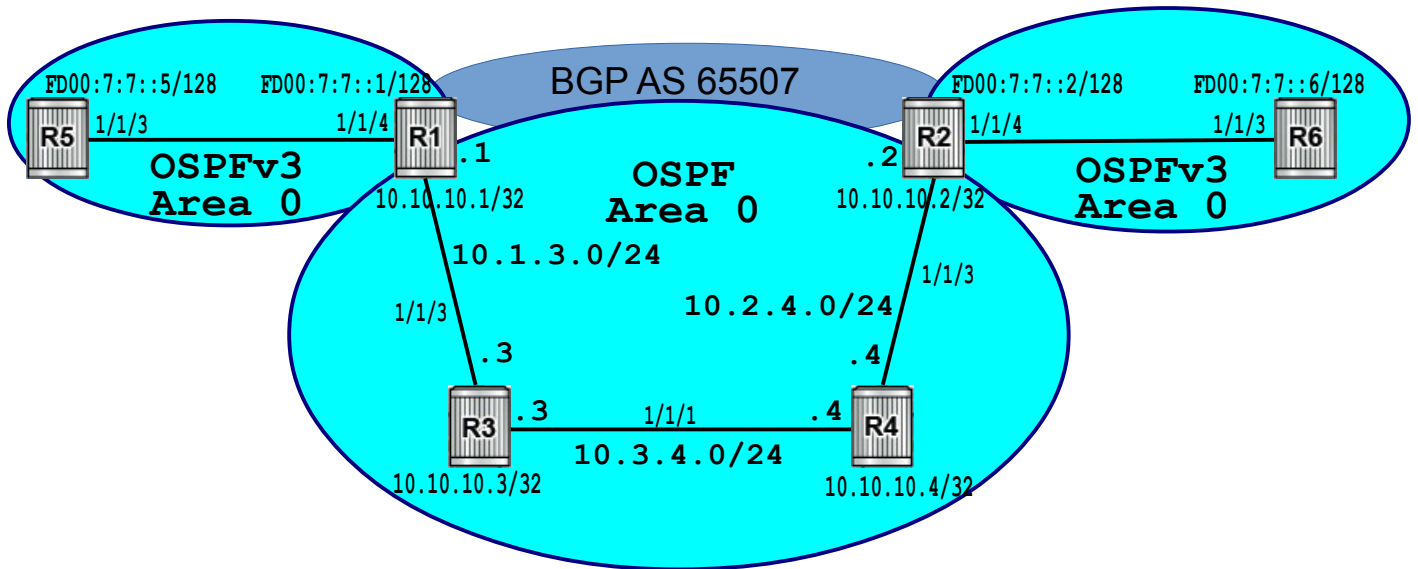 BGP AS 65507
FD00:7:7::5/128
FD00:7:7::1/128
FD00:7:7::2/128
FD00:7:7::6/128
R5
1/1/3
1/1/4
R1
.1
OSPFv3
Area 0
10.10.10.1/32
OSPF
Area 0
.2
R2
1/1/4
1/1/3
R6
10.10.10.2/32
OSPFv3
Area 0
10.1.3.0/24
1/1/3
10.2.4.0/24
1/1/3
.3
.4
R3
.3
1/1/1
.4
R4
10.3.4.0/24
10.10.10.3/32
10.10.10.4/32